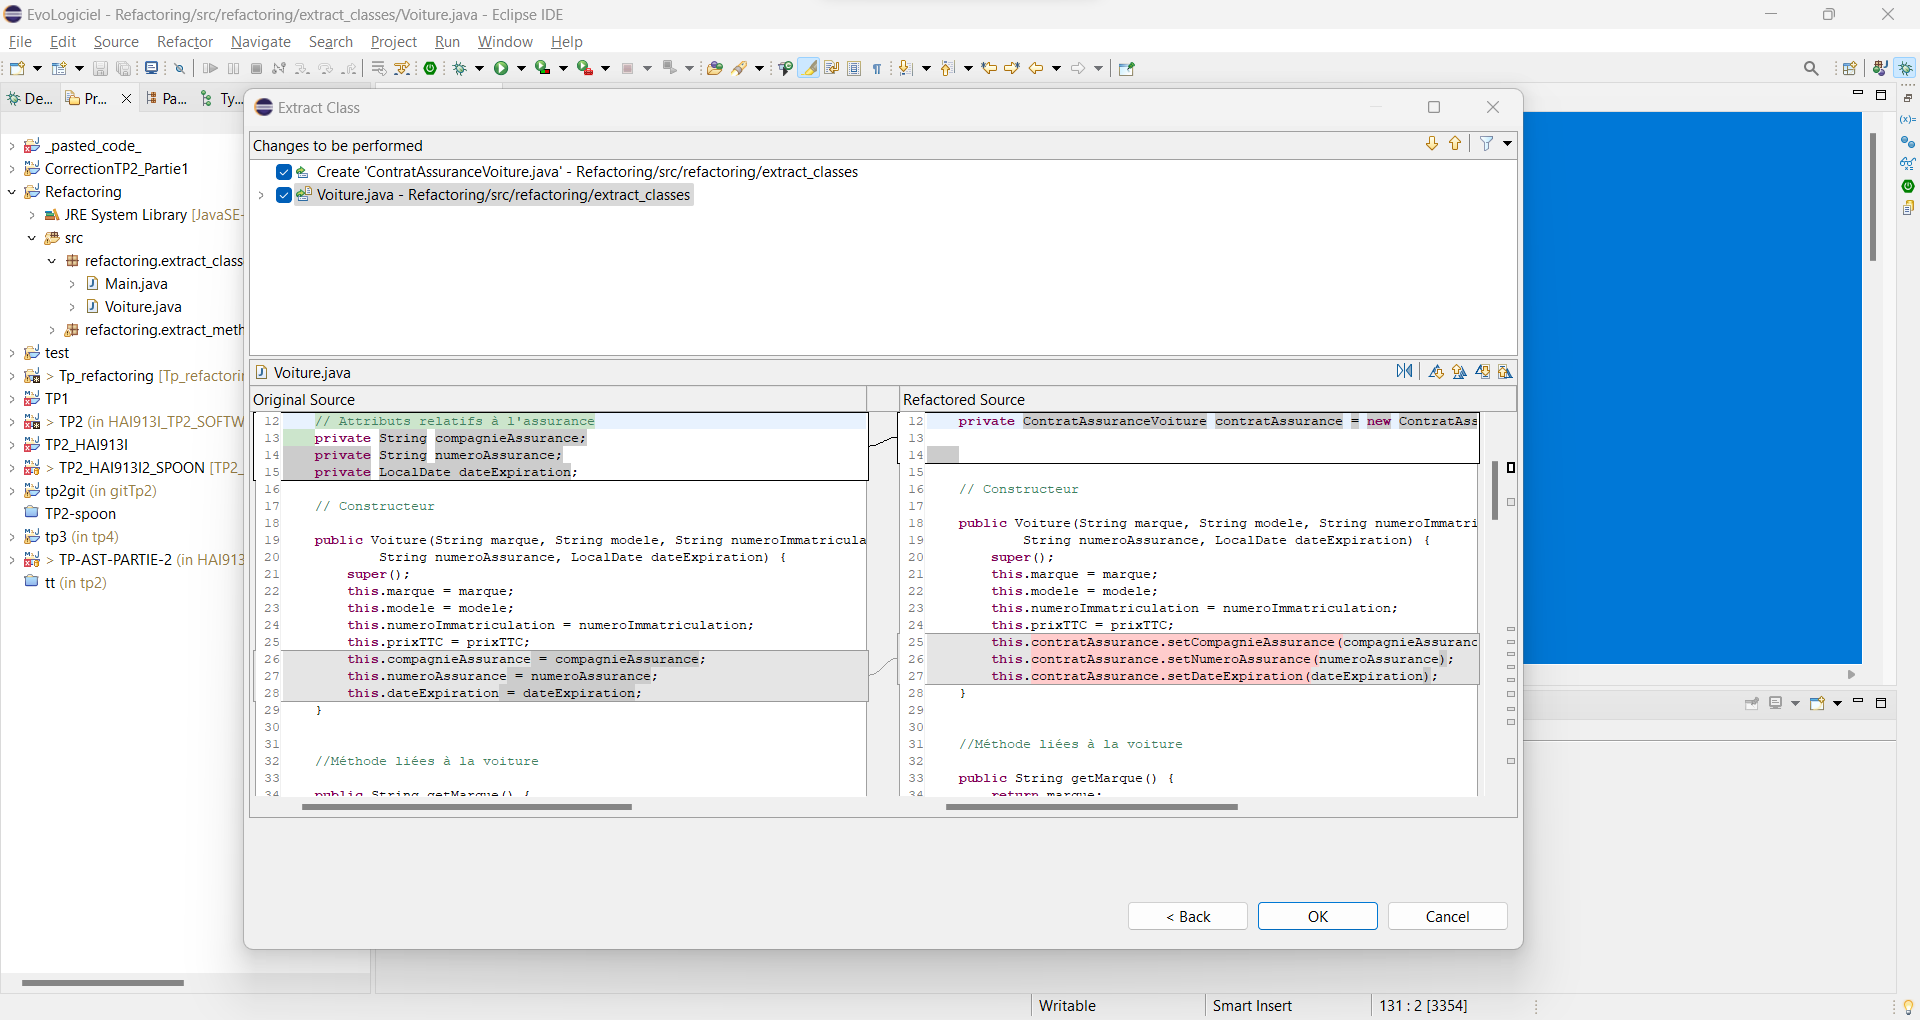 EvoLogiciel - Refactoring/src/refactoring/extract_classes/Voiture.java - Eclipse IDE
File Edit Source Refactor Navigate Search Project Run Window Help
De... Pr... Pa... Ty...
_pasted_code_
CorrectionTP2_Partie1
Refactoring
JRE System Library [JavaSE-
src
refactoring.extract_class
Main.java
Voiture.java
refactoring.extract_meth
test
> Tp_refactoring [Tp_refactori
TP1
> TP2 (in HAI913I_TP2_SOFTW
TP2_HAI913I
> TP2_HAI913I2_SPOON [TP2_
tp2git (in gitTp2)
TP2-spoon
tp3 (in tp4)
> TP-AST-PARTIE-2 (in HAI913
tt (in tp2)
Extract Class
Changes to be performed
Create 'ContratAssuranceVoiture.java' - Refactoring/src/refactoring/extract_classes
Voiture.java - Refactoring/src/refactoring/extract_classes
Voiture.java
Original Source
12 // Attributs relatifs à l'assurance
13 private String compagnieAssurance;
14 private String numeroAssurance;
15 private LocalDate dateExpiration;
16
17 // Constructeur
18
19 public Voiture(String marque, String modele, String numeroImmatricula
20 String numeroAssurance, LocalDate dateExpiration) {
21 super();
22 this.marque = marque;
23 this.modele = modele;
24 this.numeroImmatriculation = numeroImmatriculation;
25 this.prixTTC = prixTTC;
26 this.compagnieAssurance = compagnieAssurance;
27 this.numeroAssurance = numeroAssurance;
28 this.dateExpiration = dateExpiration;
29 }
30
31
32 //Méthode liées à la voiture
33
34 public String getMarque() {
Refactored Source
12 private ContratAssuranceVoiture contratAssurance = new ContratAss
13
14
15
16 // Constructeur
17
18 public Voiture(String marque, String modele, String numeroImmatri
19 String numeroAssurance, LocalDate dateExpiration) {
20 super();
21 this.marque = marque;
22 this.modele = modele;
23 this.numeroImmatriculation = numeroImmatriculation;
24 this.prixTTC = prixTTC;
25 this.contratAssurance.setCompagnieAssurance(compagnieAssuranc
26 this.contratAssurance.setNumeroAssurance(numeroAssurance);
27 this.contratAssurance.setDateExpiration(dateExpiration);
28 }
29
30
31 //Méthode liées à la voiture
32
33 public String getMarque() {
34 return marque;
< Back OK Cancel
Writable Smart Insert 131 : 2 [3354]